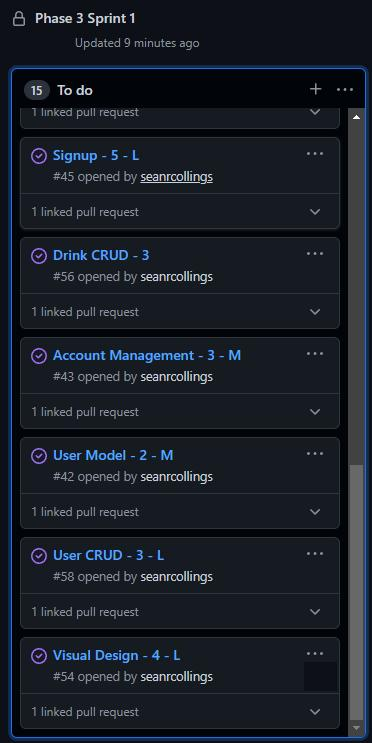 Phase 3 Sprint 1
Updated 9 minutes ago
15 To do
1 linked pull request
Signup - 5 - L
#45 opened by seanrcollings
1 linked pull request
Drink CRUD - 3
#56 opened by seanrcollings
1 linked pull request
Account Management - 3 - M
#43 opened by seanrcollings
1 linked pull request
User Model - 2 - M
#42 opened by seanrcollings
1 linked pull request
User CRUD - 3 - L
#58 opened by seanrcollings
1 linked pull request
Visual Design - 4 - L
#54 opened by seanrcollings
1 linked pull request